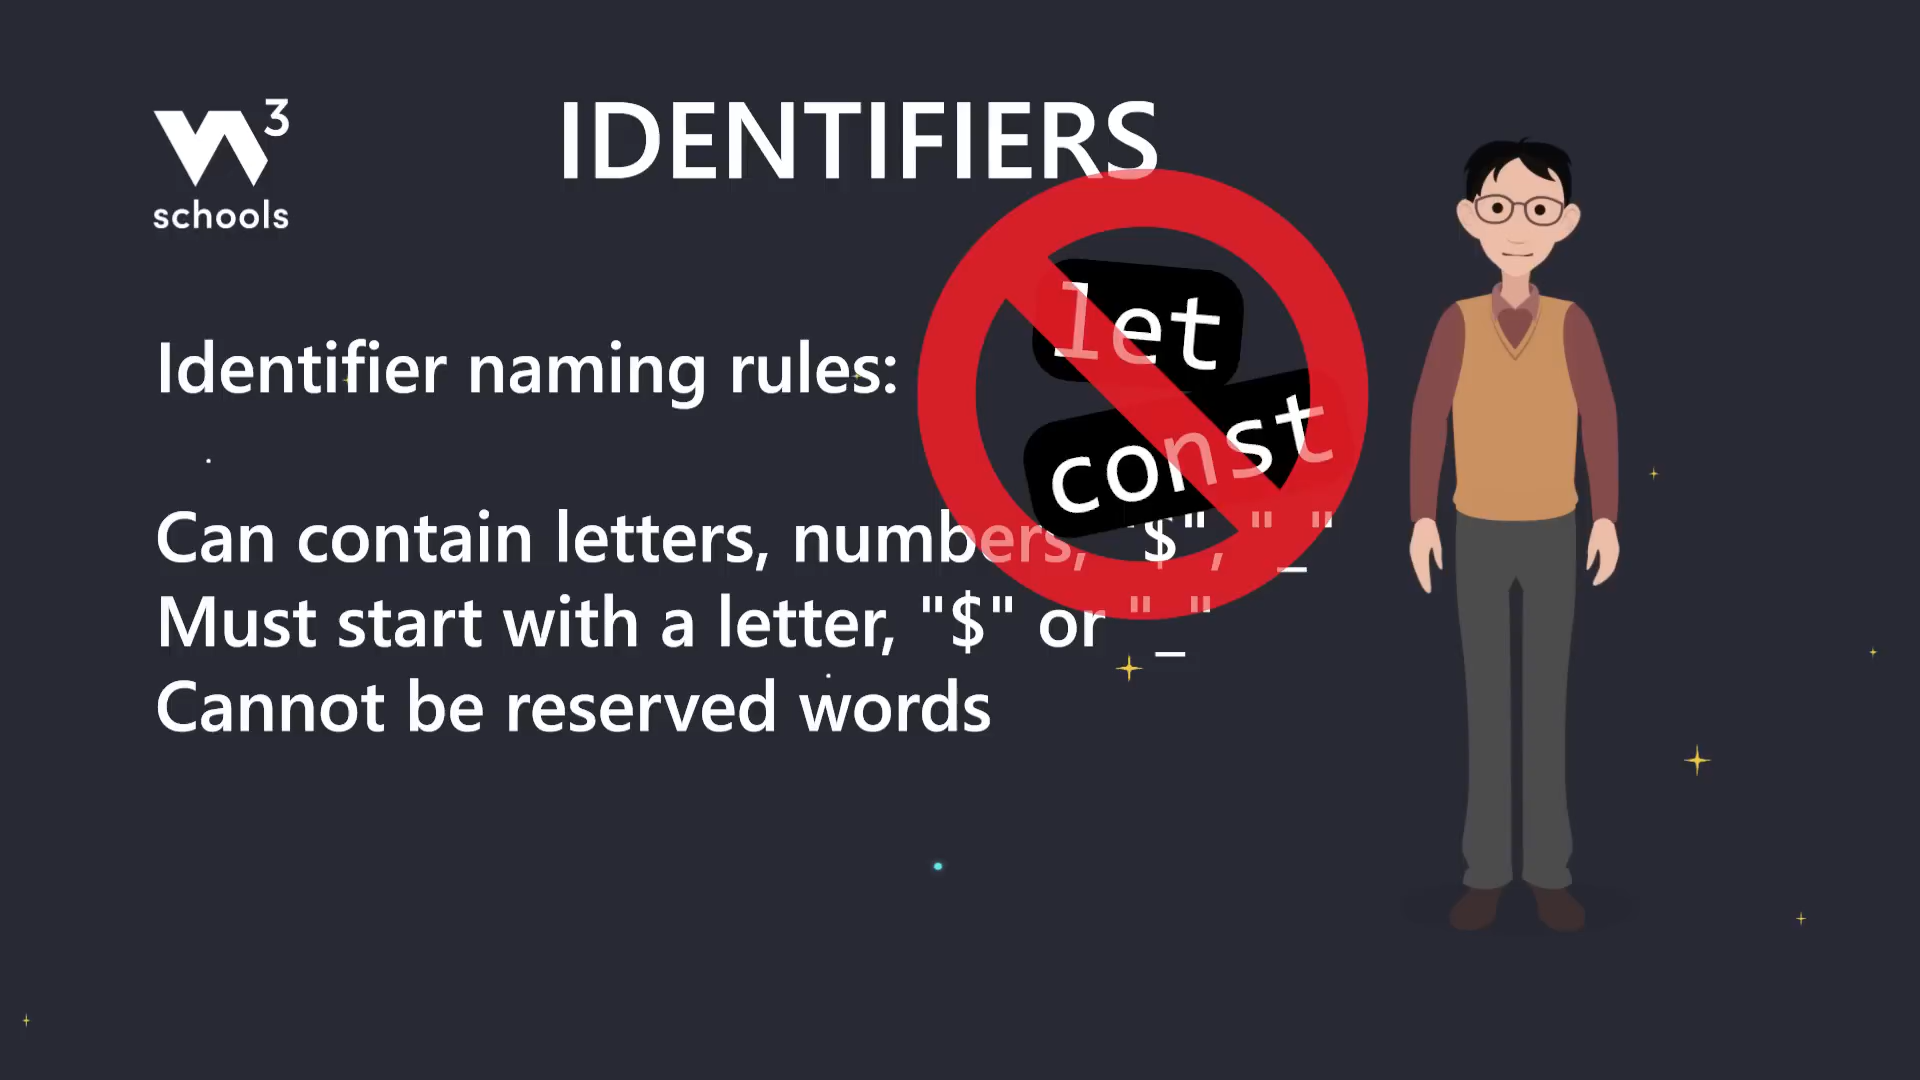 3
schools
IDENTIFIERS
let
Identifier naming rules:
const
Can contain letters, numbers, "$", "_"
Must start with a letter, "$" or "_"
Cannot be reserved words